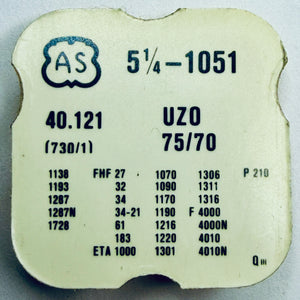 AS 5¼-1051
40.121 UZO
(730/1) 75/70
1138 FHF 27 1070 1306 P 210
1193 32 1090 1311
1287 34 1170 1316
1287N 34-21 1190 F 4000
1728 61 1216 4000N
183 1220 4010
ETA 1000 1301 4010N Q III